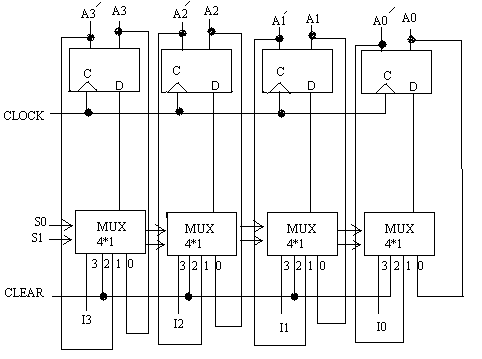 A3′ A3 A2′ A2 A1′ A1 A0′ A0
C D C D C D C D
CLOCK
S0
S1
MUX MUX MUX MUX
4*1 4*1 4*1 4*1
3 2 1 0 3 2 1 0 3 2 1 0 3 2 1 0
CLEAR
I3 I2 I1 I0